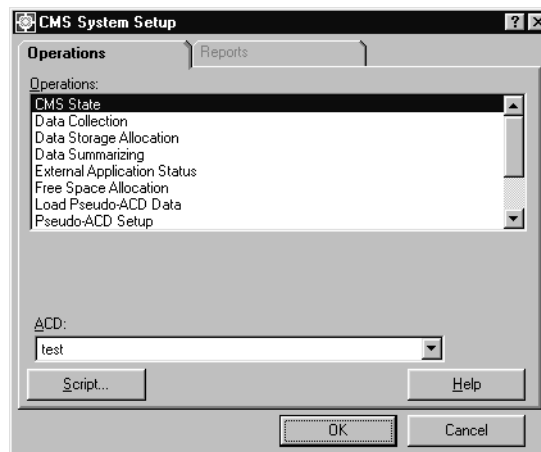 CMS System Setup
Operations
Reports
Operations:
CMS State
Data Collection
Data Storage Allocation
Data Summarizing
External Application Status
Free Space Allocation
Load Pseudo-ACD Data
Pseudo-ACD Setup
ACD:
test
Script...
Help
OK
Cancel